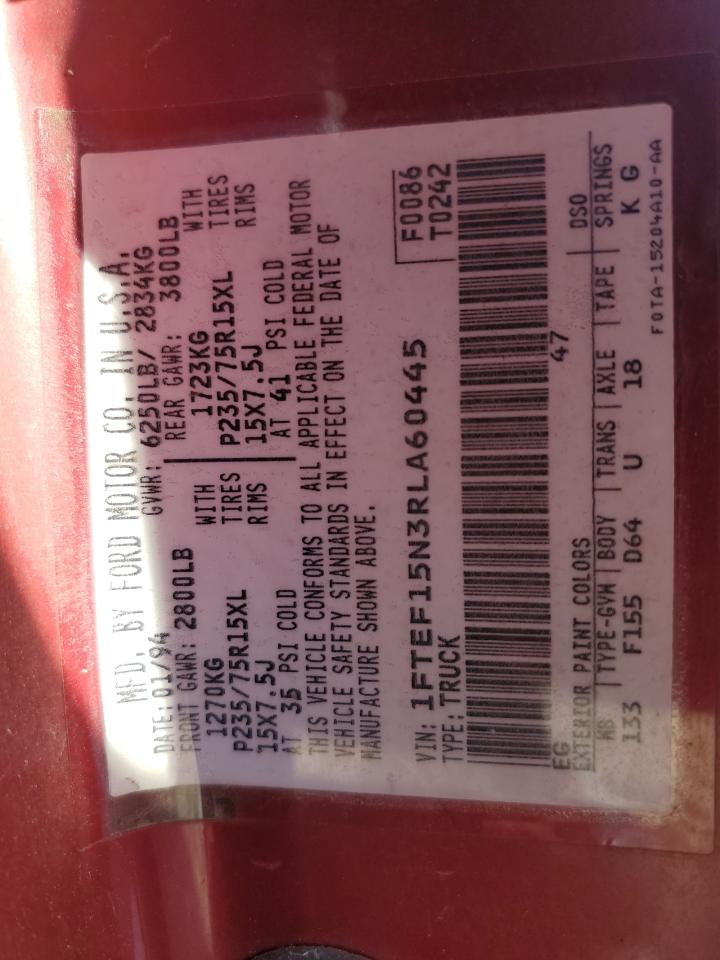 MFD. BY FORD MOTOR CO. IN U.S.A.
DATE: 01/94 GVWR: 6250LB/ 2834KG
FRONT GAWR: 2800LB REAR GAWR: 3800LB
1270KG WITH 1723KG WITH
P235/75R15XL TIRES P235/75R15XL TIRES
15X7.5J RIMS 15X7.5J RIMS
AT 35 PSI COLD AT 41 PSI COLD
THIS VEHICLE CONFORMS TO ALL APPLICABLE FEDERAL MOTOR
VEHICLE SAFETY STANDARDS IN EFFECT ON THE DATE OF
MANUFACTURE SHOWN ABOVE.
VIN: 1FTEF15N3RLA60445 F0086
TYPE: TRUCK T0242
EG 47
EXTERIOR PAINT COLORS DSO
WB TYPE-GVW BODY TRANS AXLE TAPE SPRINGS
133 F155 D64 U 18 K G
F0TA-15204A10-AA